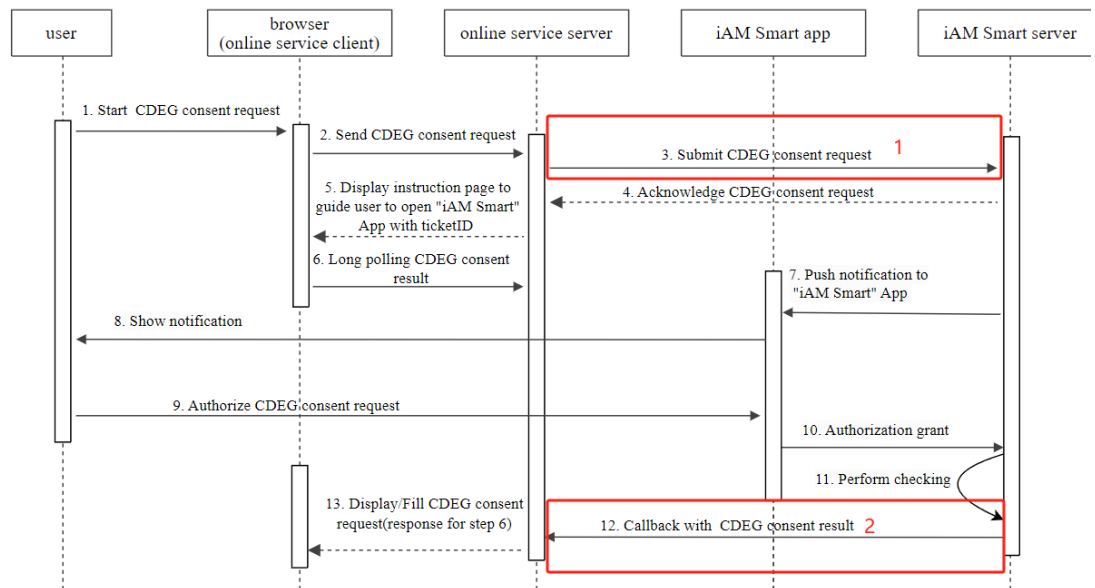 user
browser
(online service client)
online service server
iAM Smart app
iAM Smart server
1. Start  CDEG consent request
2. Send CDEG consent request
1
3. Submit CDEG consent request
4. Acknowledge CDEG consent request
5. Display instruction page to
guide user to open "iAM Smart"
App with ticketID
6. Long polling CDEG consent
result
7. Push notification to
"iAM Smart" App
8. Show notification
9. Authorize CDEG consent request
10. Authorization grant
11. Perform checking
12. Callback with  CDEG consent result
2
13. Display/Fill CDEG consent
request(response for step 6)